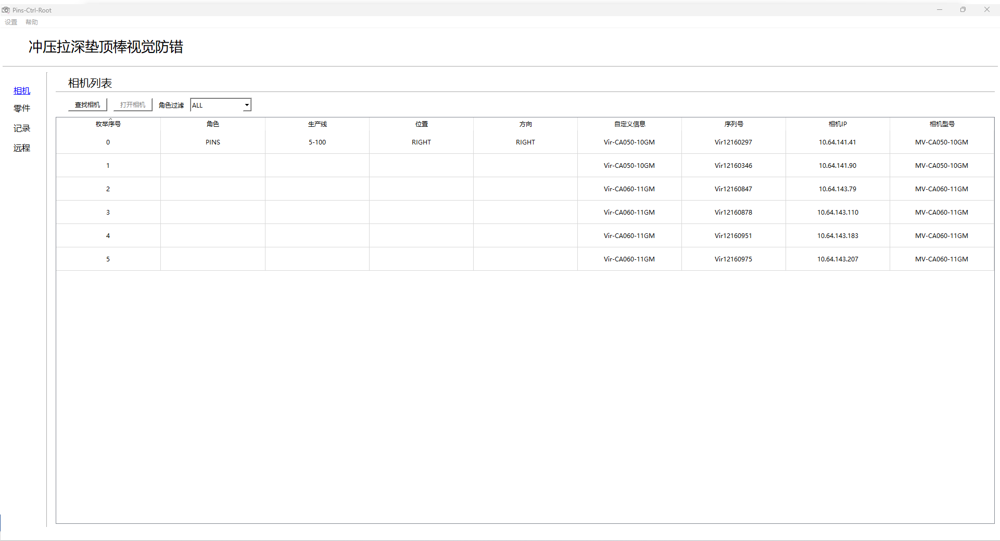 Pins-Ctrl-Root
设置 帮助
冲压拉深垫顶棒视觉防错
相机
零件
记录
远程
相机列表
查找相机 打开相机 角色过滤 ALL
枚举序号 角色 生产线 位置 方向 自定义信息 序列号 相机IP 相机型号
0 PINS 5-100 RIGHT RIGHT Vir-CA050-10GM Vir12160297 10.64.141.41 MV-CA050-10GM
1 Vir-CA050-10GM Vir12160346 10.64.141.90 MV-CA050-10GM
2 Vir-CA060-11GM Vir12160847 10.64.143.79 MV-CA060-11GM
3 Vir-CA060-11GM Vir12160878 10.64.143.110 MV-CA060-11GM
4 Vir-CA060-11GM Vir12160951 10.64.143.183 MV-CA060-11GM
5 Vir-CA060-11GM Vir12160975 10.64.143.207 MV-CA060-11GM